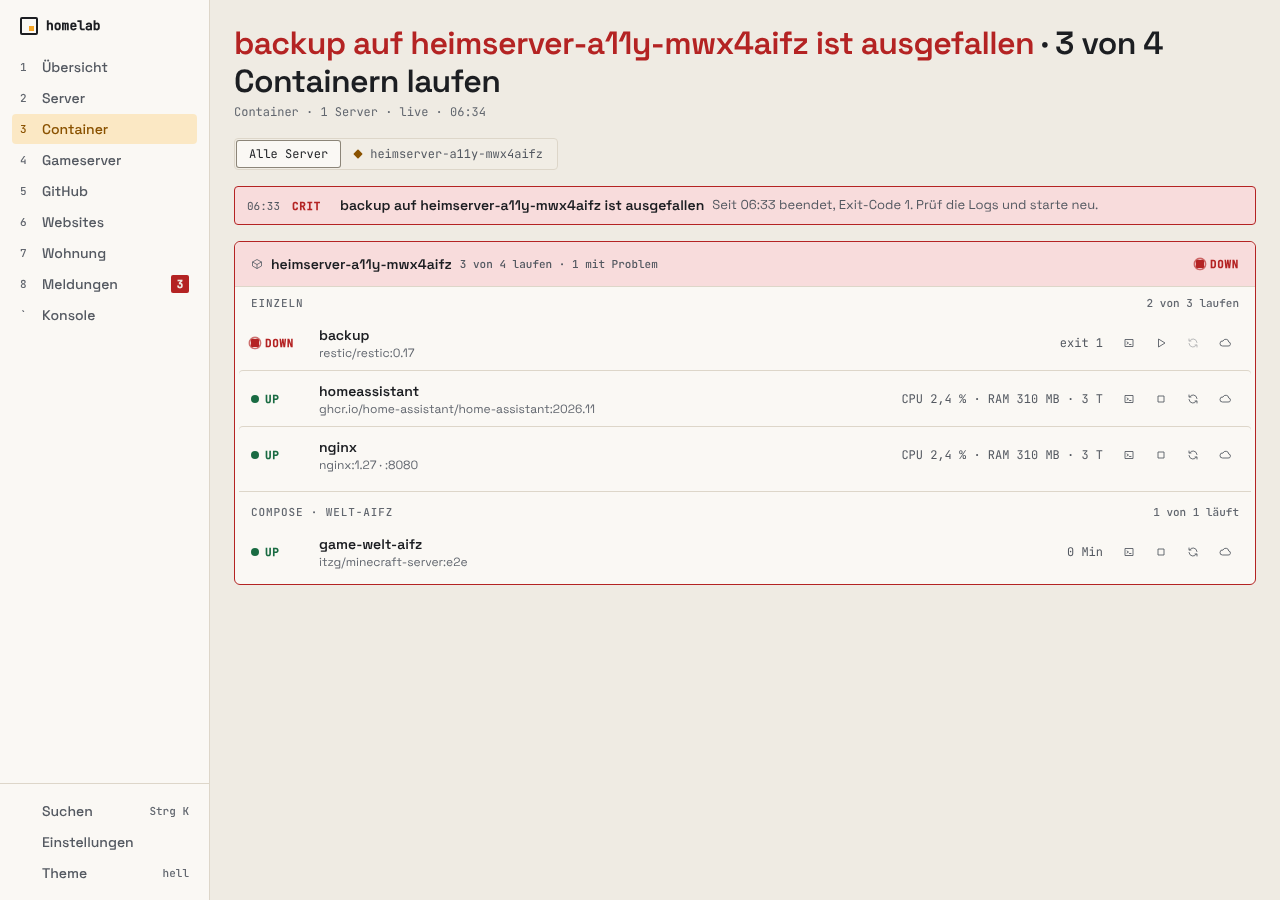 homelab
1 Übersicht
2 Server
3 Container
4 Gameserver
5 GitHub
6 Websites
7 Wohnung
8 Meldungen 3
` Konsole
Suchen Strg K
Einstellungen
Theme hell
backup auf heimserver-a11y-mwx4aifz ist ausgefallen · 3 von 4
Containern laufen
Container · 1 Server · live · 06:34
Alle Server heimserver-a11y-mwx4aifz
06:33 CRIT backup auf heimserver-a11y-mwx4aifz ist ausgefallen Seit 06:33 beendet, Exit-Code 1. Prüf die Logs und starte neu.
heimserver-a11y-mwx4aifz 3 von 4 laufen · 1 mit Problem DOWN
EINZELN 2 von 3 laufen
DOWN backup exit 1
restic/restic:0.17
UP homeassistant CPU 2,4 % · RAM 310 MB · 3 T
ghcr.io/home-assistant/home-assistant:2026.11
UP nginx CPU 2,4 % · RAM 310 MB · 3 T
nginx:1.27 · :8080
COMPOSE · WELT-AIFZ 1 von 1 läuft
UP game-welt-aifz 0 Min
itzg/minecraft-server:e2e